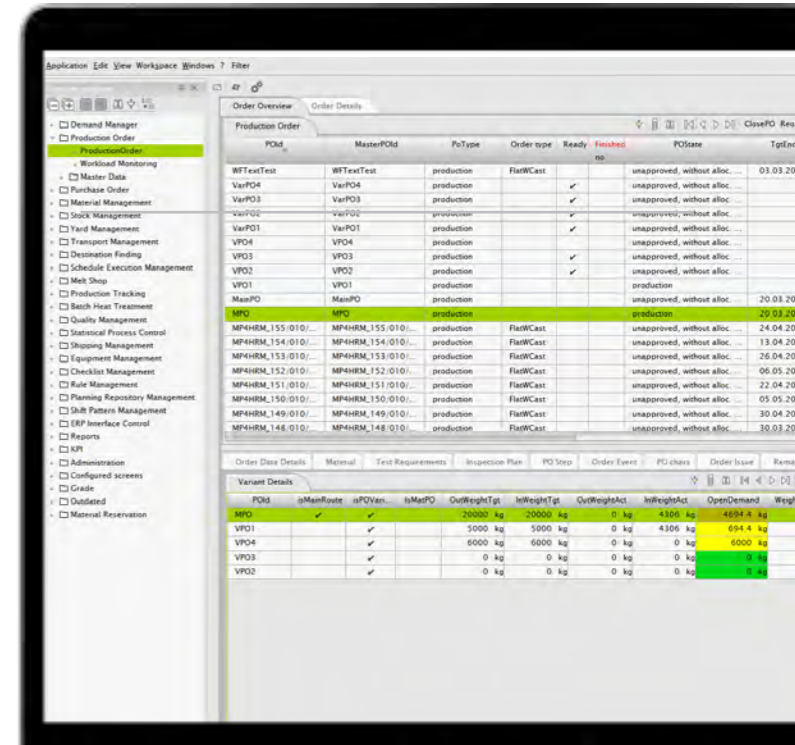 Application Edit View Workspace Windows ? Filter
Order Overview Order Details
Production Order ClosePO Reo
POId MasterPOId PoType Order type Ready Finished POState TgtEnd
no
WFTextTest WFTextTest production FlatWCast unapproved, without alloc. ... 03.03.20
VarPO4 VarPO4 production ✔ unapproved, without alloc. ...
VarPO3 VarPO3 production ✔ unapproved, without alloc. ...
VarPO2 VarPO2 production ✔ unapproved, without alloc. ...
VarPO1 VarPO1 production ✔ unapproved, without alloc. ...
VPO4 VPO4 production unapproved, without alloc. ...
VPO3 VPO3 production ✔ unapproved, without alloc. ...
VPO2 VPO2 production ✔ unapproved, without alloc. ...
VPO1 VPO1 production production
MainPO MainPO production unapproved, without alloc. ... 20.03.20
MPO MPO production production 20.03.20
MP4HRM_155/010/... MP4HRM_155/010/... production FlatWCast unapproved, without alloc. ... 24.04.20
MP4HRM_154/010/... MP4HRM_154/010/... production FlatWCast unapproved, without alloc. ... 13.04.20
MP4HRM_153/010/... MP4HRM_153/010/... production FlatWCast unapproved, without alloc. ... 26.04.20
MP4HRM_152/010/... MP4HRM_152/010/... production FlatWCast unapproved, without alloc. ... 06.05.20
MP4HRM_151/010/... MP4HRM_151/010/... production FlatWCast unapproved, without alloc. ... 22.04.20
MP4HRM_150/010/... MP4HRM_150/010/... production FlatWCast unapproved, without alloc. ... 05.05.20
MP4HRM_149/010/... MP4HRM_149/010/... production FlatWCast unapproved, without alloc. ... 30.04.20
MP4HRM_148/010/... MP4HRM_148/010/... production FlatWCast unapproved, without alloc. ... 30.03.20
Demand Manager
Production Order
ProductionOrder
Workload Monitoring
Master Data
Purchase Order
Material Management
Stock Management
Yard Management
Transport Management
Destination Finding
Schedule Execution Management
Melt Shop
Production Tracking
Batch Heat Treatment
Quality Management
Statistical Process Control
Shipping Management
Equipment Management
Checklist Management
Rule Management
Planning Repository Management
Shift Pattern Management
ERP Interface Control
Reports
KPI
Administration
Configured screens
Grade
Outdated
Material Reservation
Order Data Details Material Test Requirements Inspection Plan PO Step Order Event PO chars Order Issue Rema
Variant Details
POId isMainRoute isPOVari... isMatPO OutWeightTgt InWeightTgt OutWeightAct InWeightAct OpenDemand Weigh
MPO ✔ ✔ 20000 kg 20000 kg 0 kg 4306 kg 4694.4 kg
VPO1 ✔ 5000 kg 5000 kg 0 kg 4306 kg 694.4 kg
VPO4 ✔ 6000 kg 6000 kg 0 kg 0 kg 6000 kg
VPO3 ✔ 0 kg 0 kg 0 kg 0 kg 0 kg
VPO2 ✔ 0 kg 0 kg 0 kg 0 kg 0 kg